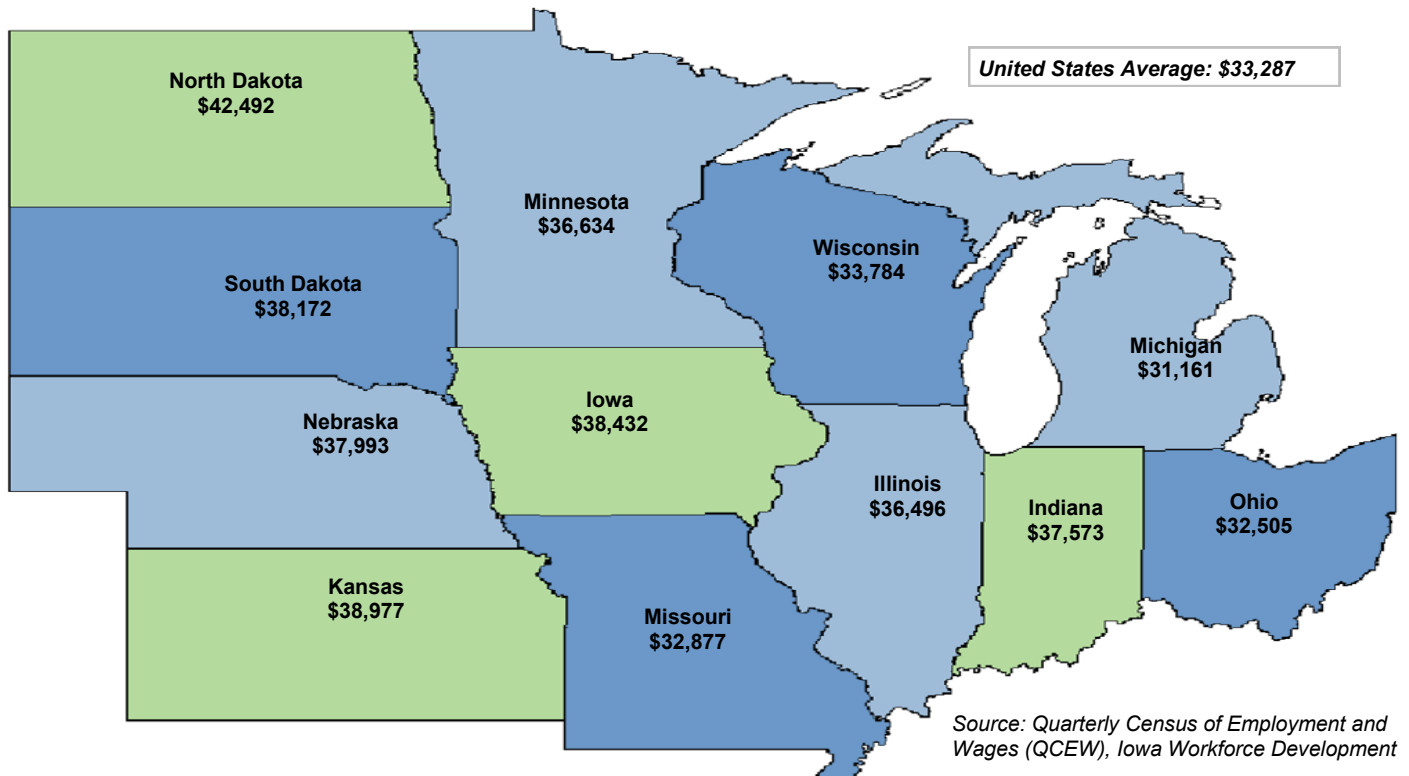 United States Average: $33,287
North Dakota
$42,492
Minnesota
$36,634
Wisconsin
$33,784
South Dakota
$38,172
Michigan
$31,161
Iowa
$38,432
Nebraska
$37,993
Illinois
$36,496
Indiana
$37,573
Ohio
$32,505
Kansas
$38,977
Missouri
$32,877
Source: Quarterly Census of Employment and
Wages (QCEW), Iowa Workforce Development